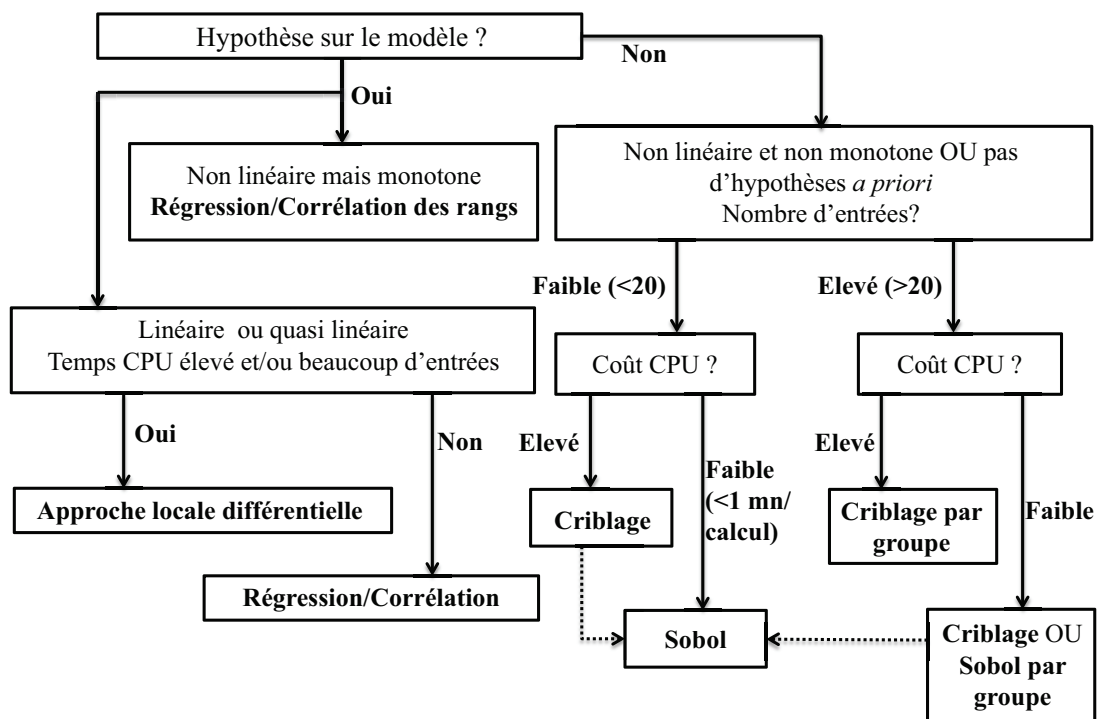 Hypothèse sur le modèle ?
Non
Oui
Non linéaire mais monotone
Régression/Corrélation des rangs
Non linéaire et non monotone OU pas
d'hypothèses a priori
Nombre d'entrées?
Faible (<20)
Elevé (>20)
Linéaire ou quasi linéaire
Temps CPU élevé et/ou beaucoup d'entrées
Coût CPU ?
Coût CPU ?
Oui
Non
Elevé
Faible
(<1 mn/
calcul)
Elevé
Faible
Approche locale différentielle
Criblage
Criblage par
groupe
Régression/Corrélation
Sobol
Criblage OU
Sobol par
groupe